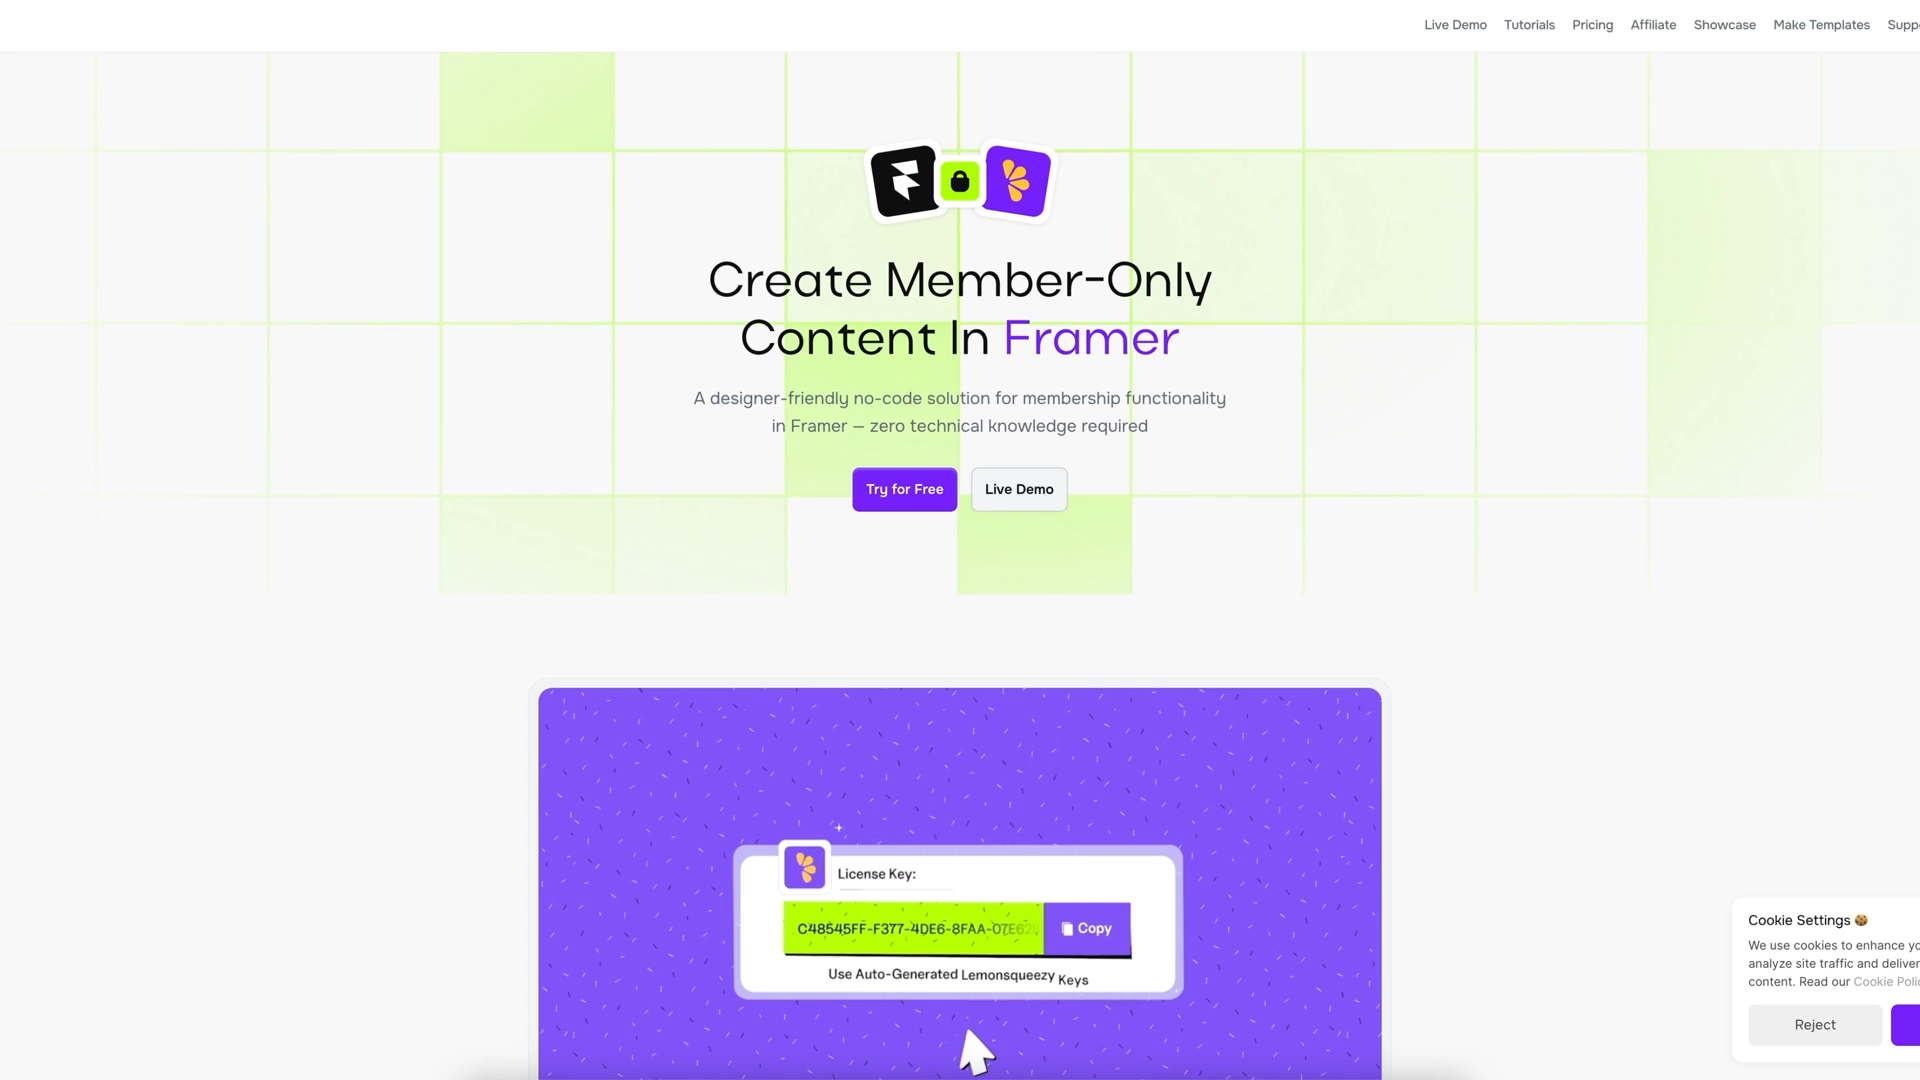 Live Demo Tutorials Pricing Affiliate Showcase Make Templates
Create Member-Only
Content In Framer
A designer-friendly no-code solution for membership functionality
in Framer — zero technical knowledge required
Try for Free Live Demo
License Key:
C48545FF-F377-4DE6-8FAA-07E62
Copy
Use Auto-Generated Lemonsqueezy Keys
Cookie Settings 🍪
We use cookies to enhance
analyze site traffic and
content. Read our Cookie
Reject